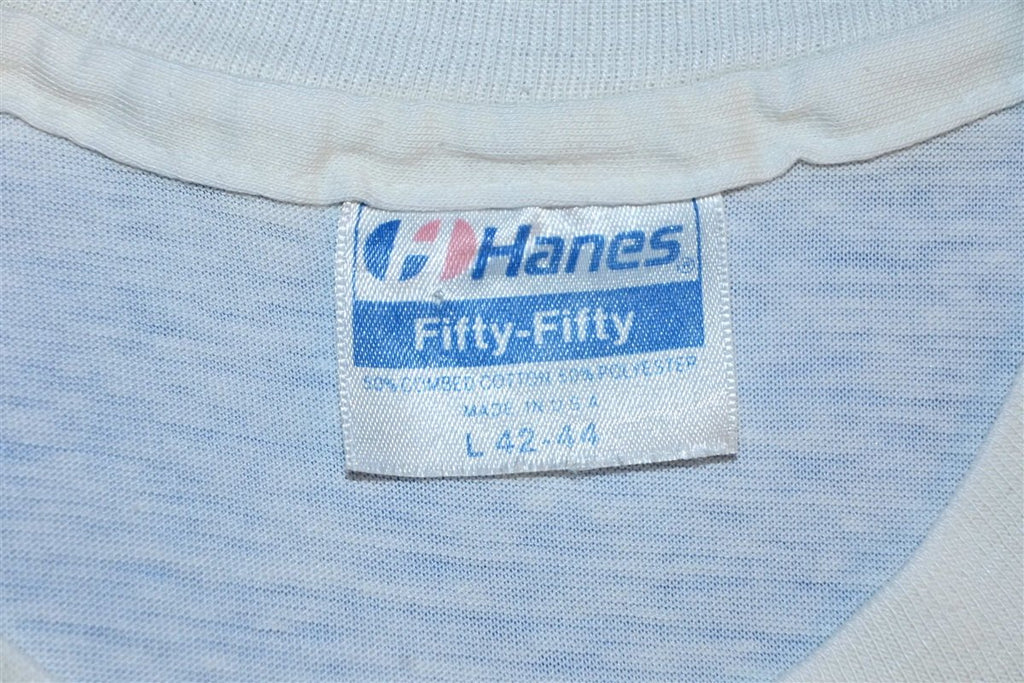 H Hanes®
Fifty-Fifty
50% COMBED COTTON 50% POLYESTER
MADE IN U S A
L 42-44